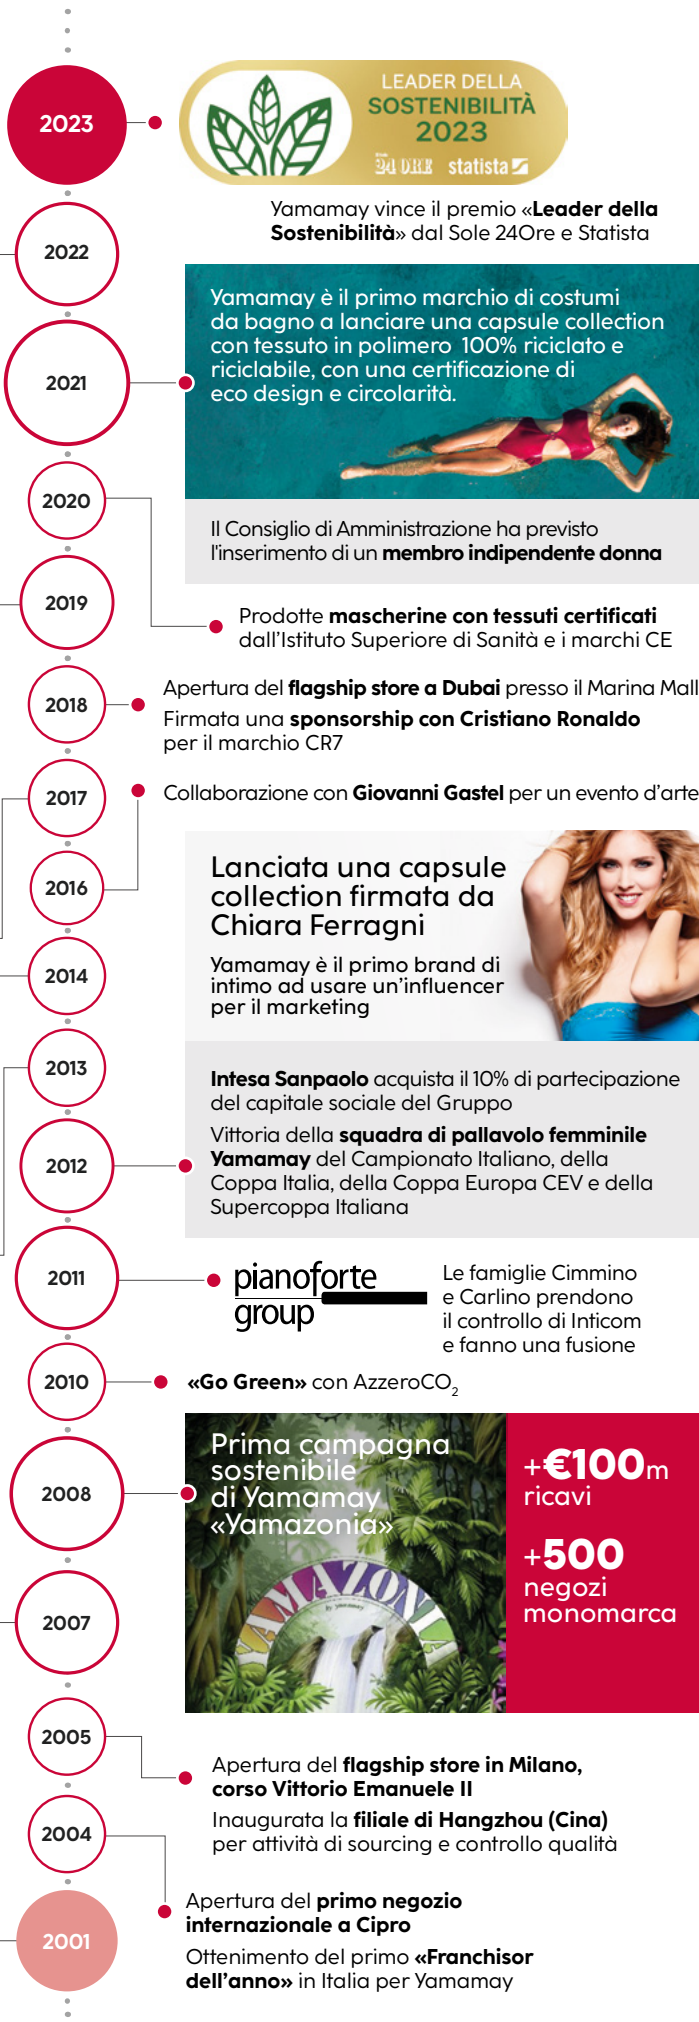 2023
LEADER DELLA
SOSTENIBILITÀ
2023
24 ORE statista
Yamamay vince il premio «Leader della
Sostenibilità» dal Sole 24Ore e Statista
2022
2021
Yamamay è il primo marchio di costumi
da bagno a lanciare una capsule collection
con tessuto in polimero 100% riciclato e
riciclabile, con una certificazione di
eco design e circolarità.
Il Consiglio di Amministrazione ha previsto
l'inserimento di un membro indipendente donna
2020
Prodotte mascherine con tessuti certificati
dall'Istituto Superiore di Sanità e i marchi CE
2019
2018
Apertura del flagship store a Dubai presso il Marina Mall
Firmata una sponsorship con Cristiano Ronaldo
per il marchio CR7
2017
2016
Collaborazione con Giovanni Gastel per un evento d'arte
Lanciata una capsule
collection firmata da
Chiara Ferragni
Yamamay è il primo brand di
intimo ad usare un'influencer
per il marketing
2014
2013
2012
Intesa Sanpaolo acquista il 10% di partecipazione
del capitale sociale del Gruppo
Vittoria della squadra di pallavolo femminile
Yamamay del Campionato Italiano, della
Coppa Italia, della Coppa Europa CEV e della
Supercoppa Italiana
2011
pianoforte
group
Le famiglie Cimmino
e Carlino prendono
il controllo di Inticom
e fanno una fusione
2010
«Go Green» con AzzeroCO₂
2008
Prima campagna
sostenibile
di Yamamay
«Yamazonia»
YAMAZONIA
by yamamay
+€100m
ricavi
+500
negozi
monomarca
2007
2005
Apertura del flagship store in Milano,
corso Vittorio Emanuele II
Inaugurata la filiale di Hangzhou (Cina)
per attività di sourcing e controllo qualità
2004
Apertura del primo negozio
internazionale a Cipro
Ottenimento del primo «Franchisor
dell'anno» in Italia per Yamamay
2001